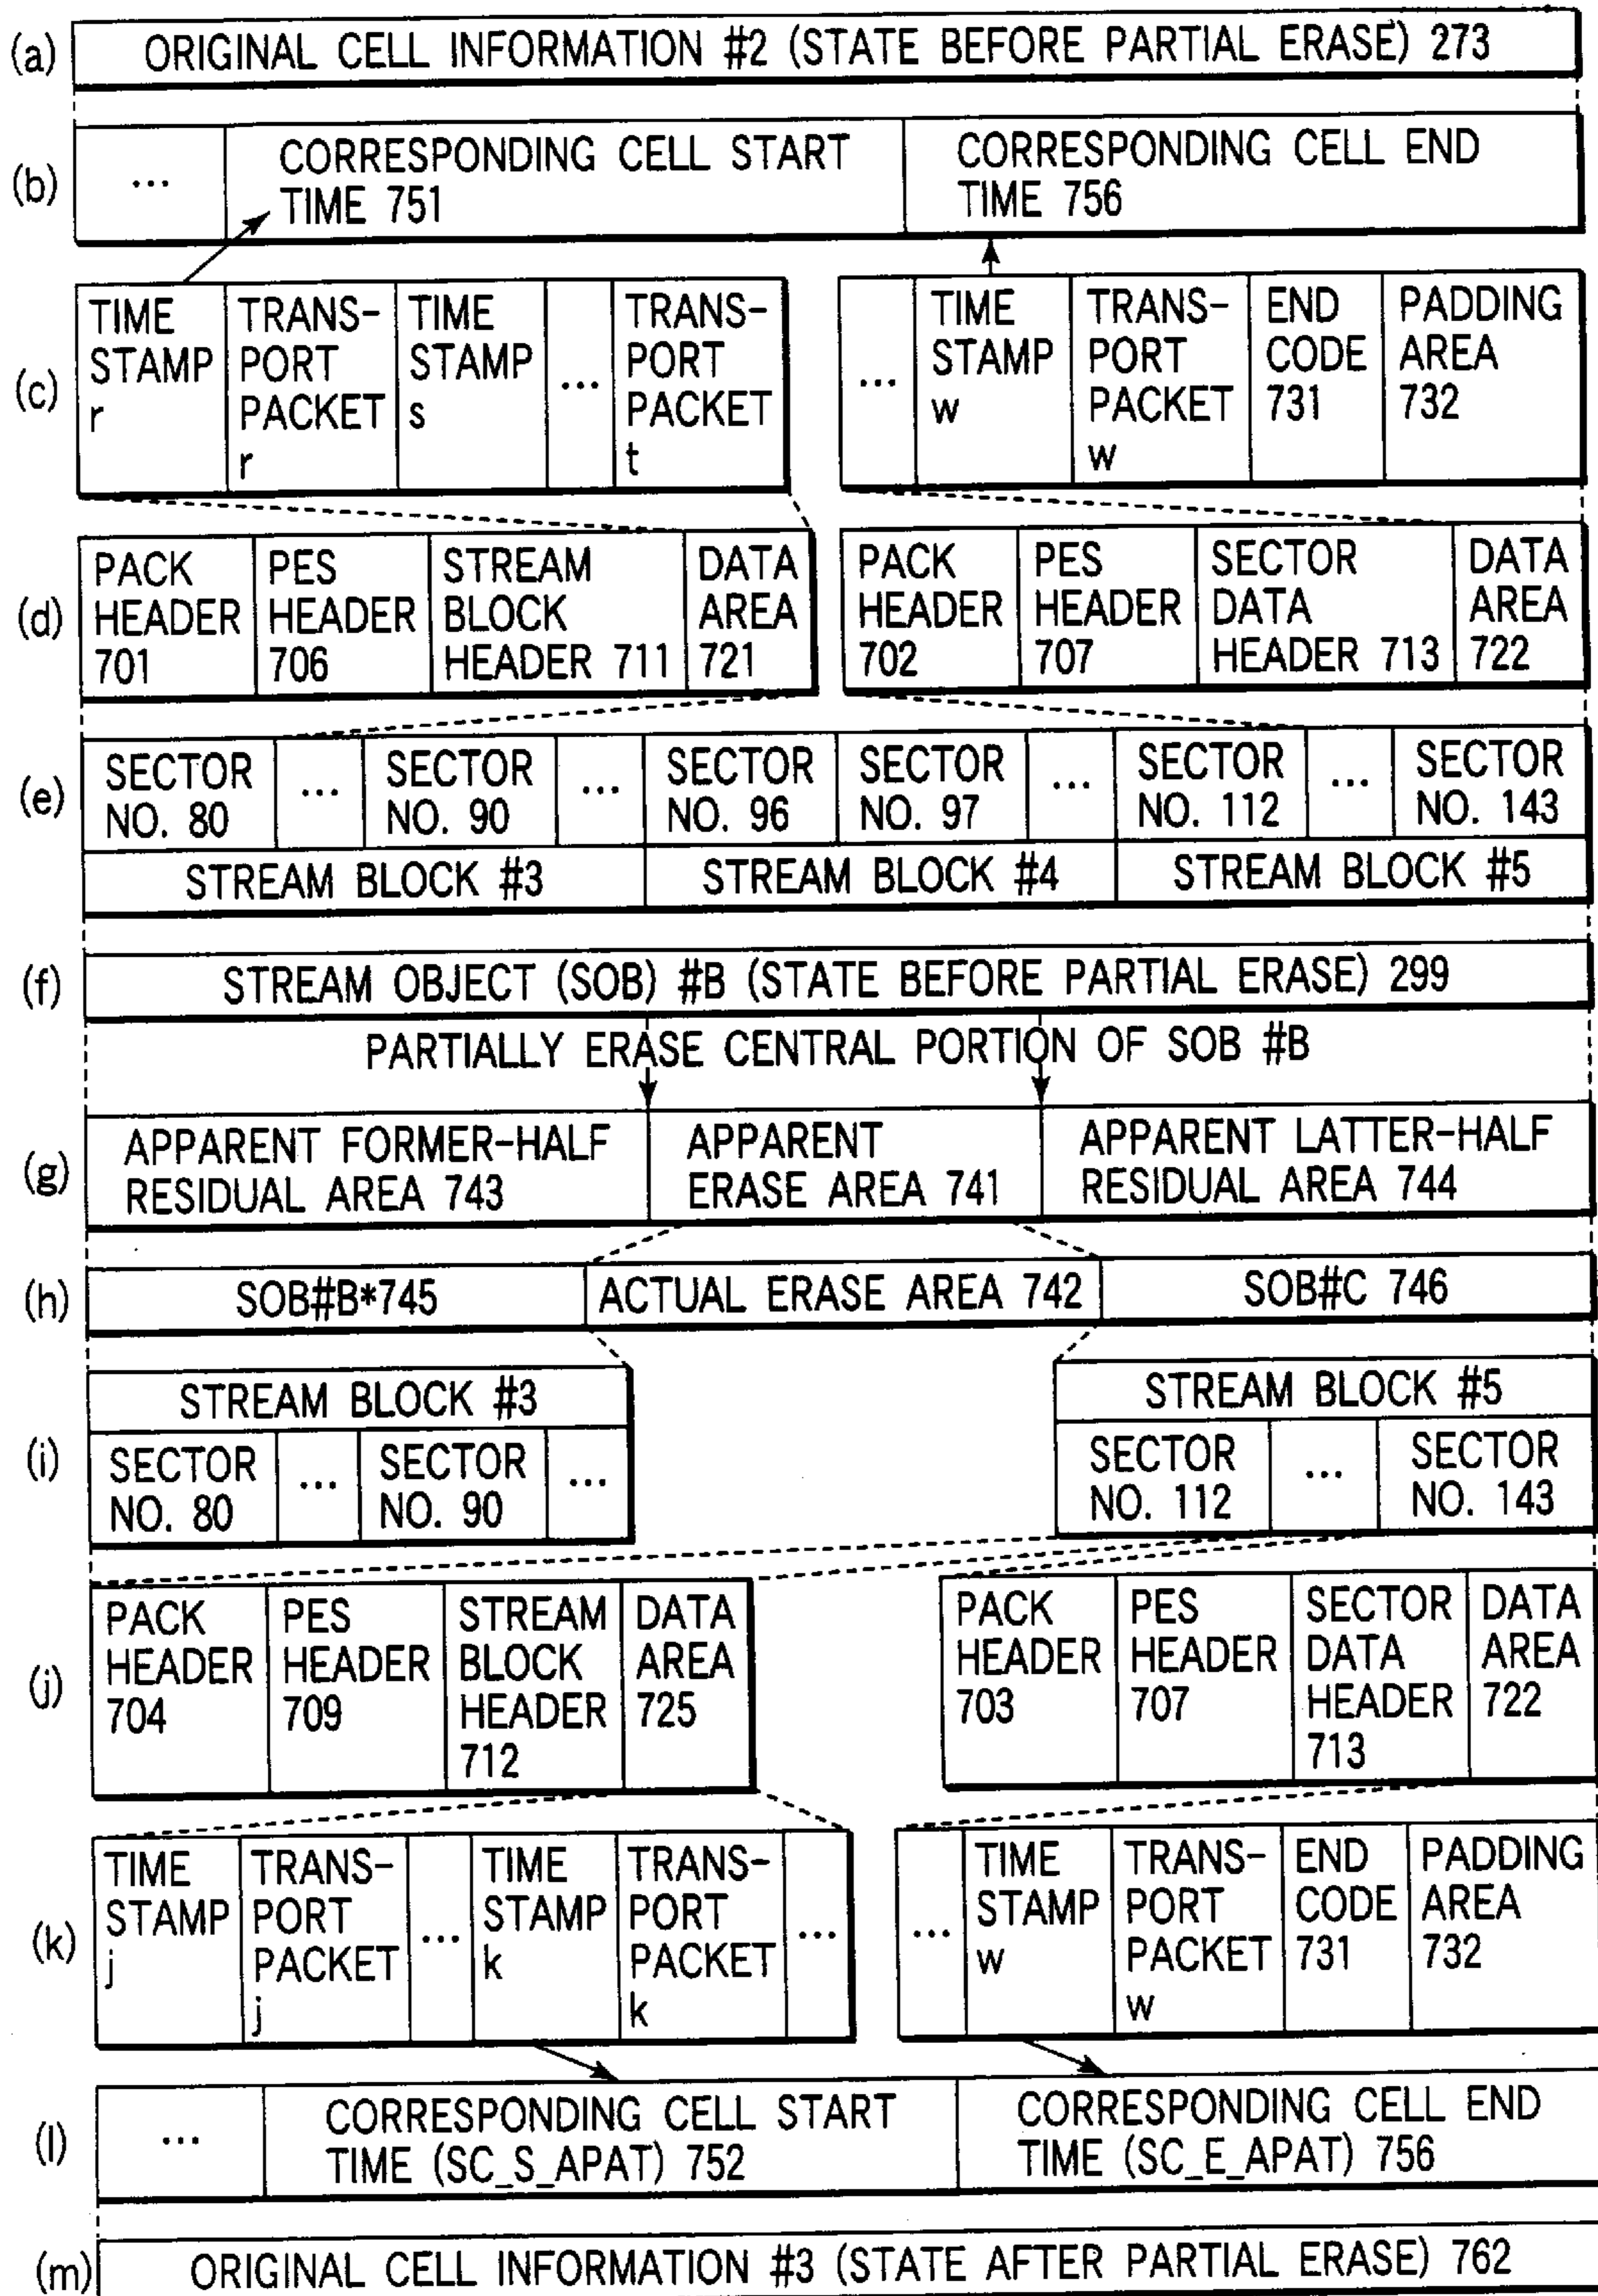 (a) ORIGINAL CELL INFORMATION #2 (STATE BEFORE PARTIAL ERASE) 273
(b) ... CORRESPONDING CELL START CORRESPONDING CELL END
TIME 751 TIME 756
(c) TIME TRANS- TIME ... TRANS- ... TIME TRANS- END PADDING
STAMP PORT STAMP PORT STAMP PORT CODE AREA
r PACKET s PACKET w PACKET 731 732
r t w
(d) PACK PES STREAM DATA PACK PES SECTOR DATA
HEADER HEADER BLOCK AREA HEADER HEADER DATA AREA
701 706 HEADER 711 721 702 707 HEADER 713 722
(e) SECTOR ... SECTOR ... SECTOR SECTOR ... SECTOR ... SECTOR
NO. 80 NO. 90 NO. 96 NO. 97 NO. 112 NO. 143
STREAM BLOCK #3 STREAM BLOCK #4 STREAM BLOCK #5
(f) STREAM OBJECT (SOB) #B (STATE BEFORE PARTIAL ERASE) 299
PARTIALLY ERASE CENTRAL PORTION OF SOB #B
(g) APPARENT FORMER-HALF APPARENT APPARENT LATTER-HALF
RESIDUAL AREA 743 ERASE AREA 741 RESIDUAL AREA 744
(h) SOB#B*745 ACTUAL ERASE AREA 742 SOB#C 746
(i) STREAM BLOCK #3 STREAM BLOCK #5
SECTOR ... SECTOR ... SECTOR ... SECTOR
NO. 80 NO. 90 NO. 112 NO. 143
(j) PACK PES STREAM DATA PACK PES SECTOR DATA
HEADER HEADER BLOCK AREA HEADER HEADER DATA AREA
704 709 HEADER 725 703 707 HEADER 722
712 713
(k) TIME TRANS- ... TIME TRANS- ... ... TIME TRANS- END PADDING
STAMP PORT STAMP PORT STAMP PORT CODE AREA
j PACKET k PACKET w PACKET 731 732
j k w
(l) ... CORRESPONDING CELL START CORRESPONDING CELL END
TIME (SC_S_APAT) 752 TIME (SC_E_APAT) 756
(m) ORIGINAL CELL INFORMATION #3 (STATE AFTER PARTIAL ERASE) 762